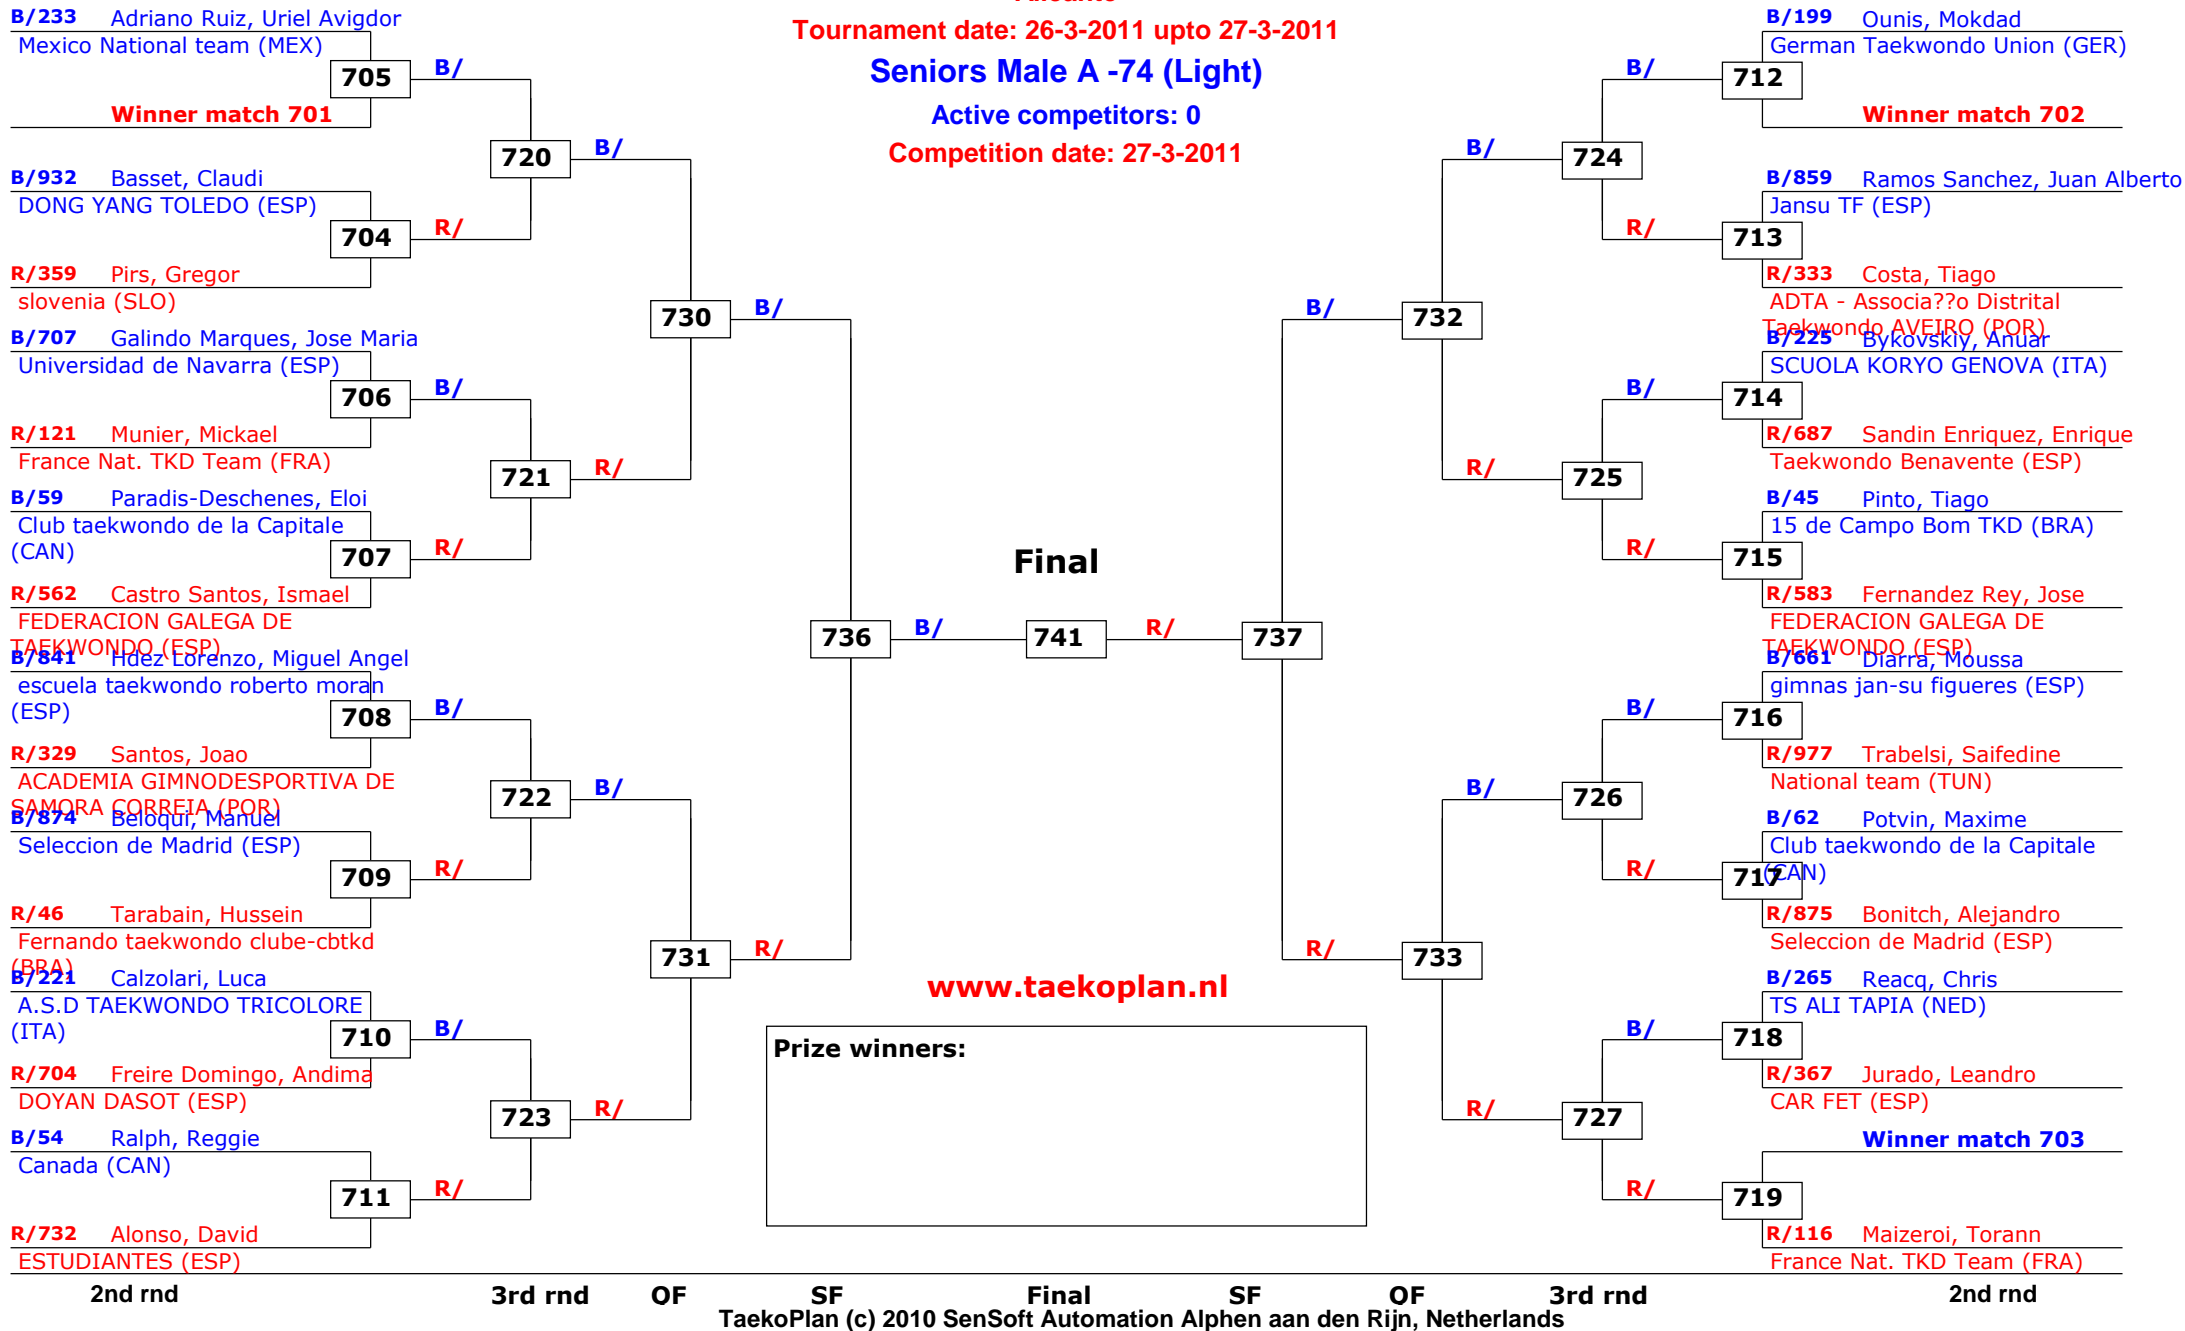 Tournament date: 26-3-2011 upto 27-3-2011
Seniors Male A -74 (Light)
Active competitors: 0
Competition date: 27-3-2011
B/233 Adriano Ruiz, Uriel Avigdor
Mexico National team (MEX)
705 B/
Winner match 701
720 B/
B/932 Basset, Claudi
DONG YANG TOLEDO (ESP)
704 R/
R/359 Pirs, Gregor
slovenia (SLO)
730 B/
B/707 Galindo Marques, Jose Maria
Universidad de Navarra (ESP)
706 B/
R/121 Munier, Mickael
France Nat. TKD Team (FRA)
721 R/
B/59 Paradis-Deschenes, Eloi
Club taekwondo de la Capitale
(CAN)
707 R/
R/562 Castro Santos, Ismael
FEDERACION GALEGA DE
TAEKWONDO (ESP)
736 B/
B/841 Hdez Lorenzo, Miguel Angel
escuela taekwondo roberto moran
(ESP)
708 B/
R/329 Santos, Joao
ACADEMIA GIMNODESPORTIVA DE
SAMORA CORREIA (POR)
722 B/
B/874 Beloqui, Manuel
Seleccion de Madrid (ESP)
709 R/
R/46 Tarabain, Hussein
Fernando taekwondo clube-cbtkd
(BRA)
731 R/
B/221 Calzolari, Luca
A.S.D TAEKWONDO TRICOLORE
(ITA)
710 B/
R/704 Freire Domingo, Andima
DOYAN DASOT (ESP)
723 R/
B/54 Ralph, Reggie
Canada (CAN)
711 R/
R/732 Alonso, David
ESTUDIANTES (ESP)
Final
741 R/
www.taekoplan.nl
Prize winners:
B/199 Ounis, Mokdad
German Taekwondo Union (GER)
B/ 712
Winner match 702
B/ 724
B/859 Ramos Sanchez, Juan Alberto
Jansu TF (ESP)
R/ 713
R/333 Costa, Tiago
ADTA - Associa??o Distrital
Taekwondo AVEIRO (POR)
B/ 732
B/225 Bykovskiy, Anuar
SCUOLA KORYO GENOVA (ITA)
B/ 714
R/687 Sandin Enriquez, Enrique
Taekwondo Benavente (ESP)
R/ 725
B/45 Pinto, Tiago
15 de Campo Bom TKD (BRA)
R/ 715
R/583 Fernandez Rey, Jose
FEDERACION GALEGA DE
TAEKWONDO (ESP)
737
B/661 Diarra, Moussa
gimnas jan-su figueres (ESP)
B/ 716
R/977 Trabelsi, Saifedine
National team (TUN)
B/ 726
B/62 Potvin, Maxime
Club taekwondo de la Capitale
(CAN)
R/ 717
R/875 Bonitch, Alejandro
Seleccion de Madrid (ESP)
R/ 733
B/265 Reacq, Chris
TS ALI TAPIA (NED)
B/ 718
R/367 Jurado, Leandro
CAR FET (ESP)
R/ 727
Winner match 703
R/ 719
R/116 Maizeroi, Torann
France Nat. TKD Team (FRA)
2nd rnd 3rd rnd QF SF Final SF QF 3rd rnd 2nd rnd
TaekoPlan (c) 2010 SenSoft Automation Alphen aan den Rijn, Netherlands